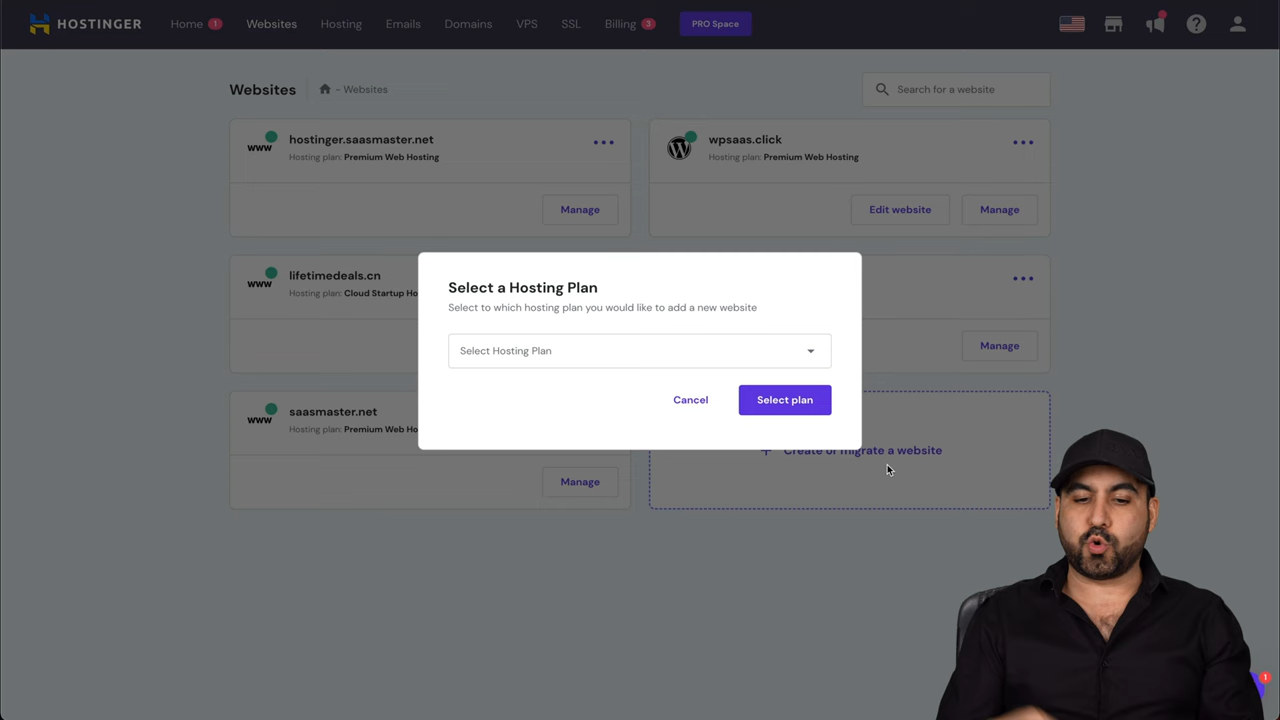 HOSTINGER
Home 1 Websites Hosting Emails Domains VPS SSL Billing 3 PRO Space
Websites - Websites Search for a website
www hostinger.saasmaster.net
Hosting plan: Premium Web Hosting
Manage
W wpsaas.click
Hosting plan: Premium Web Hosting
Edit website Manage
www lifetimedeals.cn
Hosting plan: Cloud Startup Ho
Manage
www saasmaster.net
Hosting plan: Premium Web Ho
Manage
+ Create or migrate a website
Select a Hosting Plan
Select to which hosting plan you would like to add a new website
Select Hosting Plan
Cancel Select plan
1